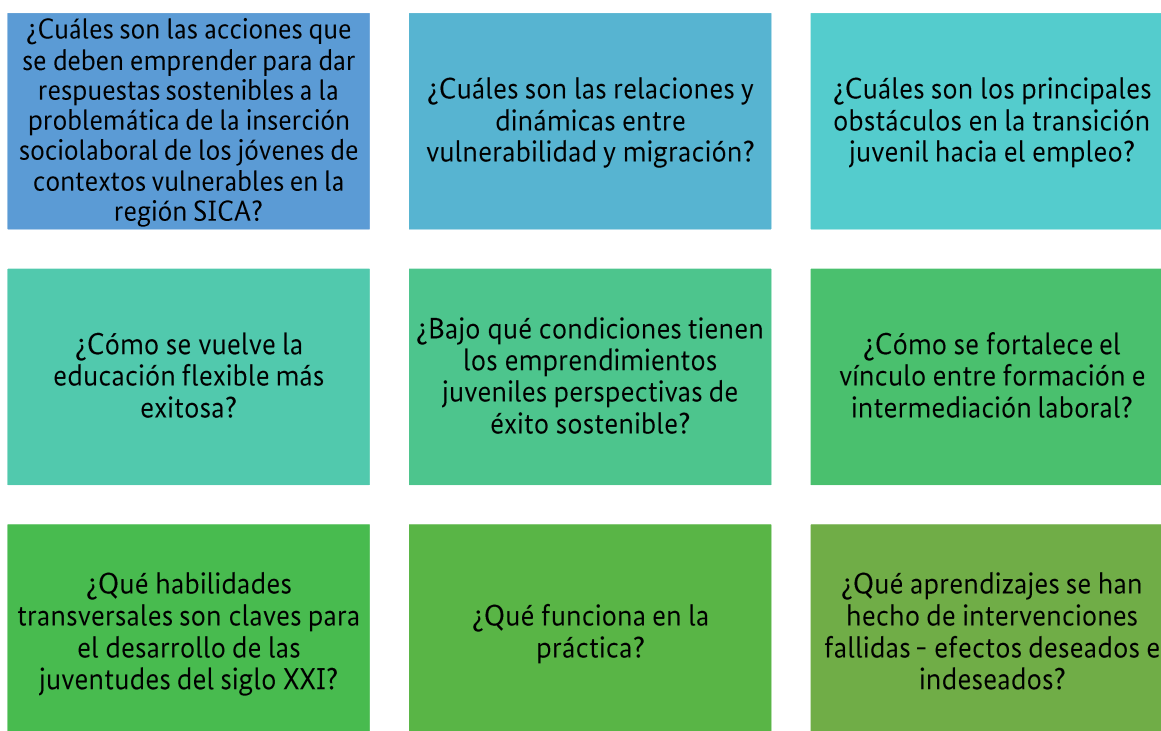 ¿Cuáles son las acciones que
se deben emprender para dar
respuestas sostenibles a la
problemática de la inserción
sociolaboral de los jóvenes de
contextos vulnerables en la
región SICA?
¿Cuáles son las relaciones y
dinámicas entre
vulnerabilidad y migración?
¿Cuáles son los principales
obstáculos en la transición
juvenil hacia el empleo?
¿Cómo se vuelve la
educación flexible más
exitosa?
¿Bajo qué condiciones tienen
los emprendimientos
juveniles perspectivas de
éxito sostenible?
¿Cómo se fortalece el
vínculo entre formación e
intermediación laboral?
¿Qué habilidades
transversales son claves para
el desarrollo de las
juventudes del siglo XXI?
¿Qué funciona en la
práctica?
¿Qué aprendizajes se han
hecho de intervenciones
fallidas - efectos deseados e
indeseados?